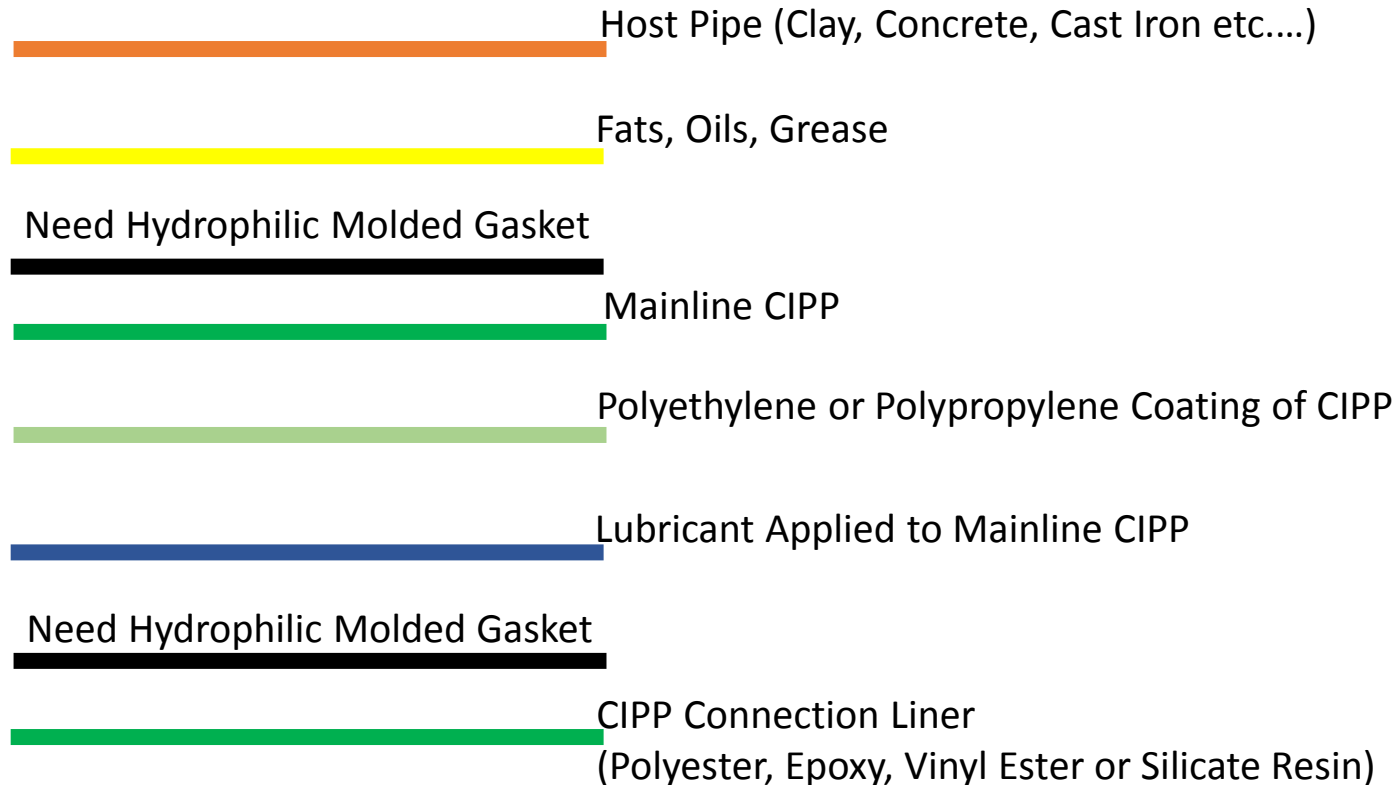 Host Pipe (Clay, Concrete, Cast Iron etc....)
Fats, Oils, Grease
Need Hydrophilic Molded Gasket
Mainline CIPP
Polyethylene or Polypropylene Coating of CIPP
Lubricant Applied to Mainline CIPP
Need Hydrophilic Molded Gasket
CIPP Connection Liner
(Polyester, Epoxy, Vinyl Ester or Silicate Resin)